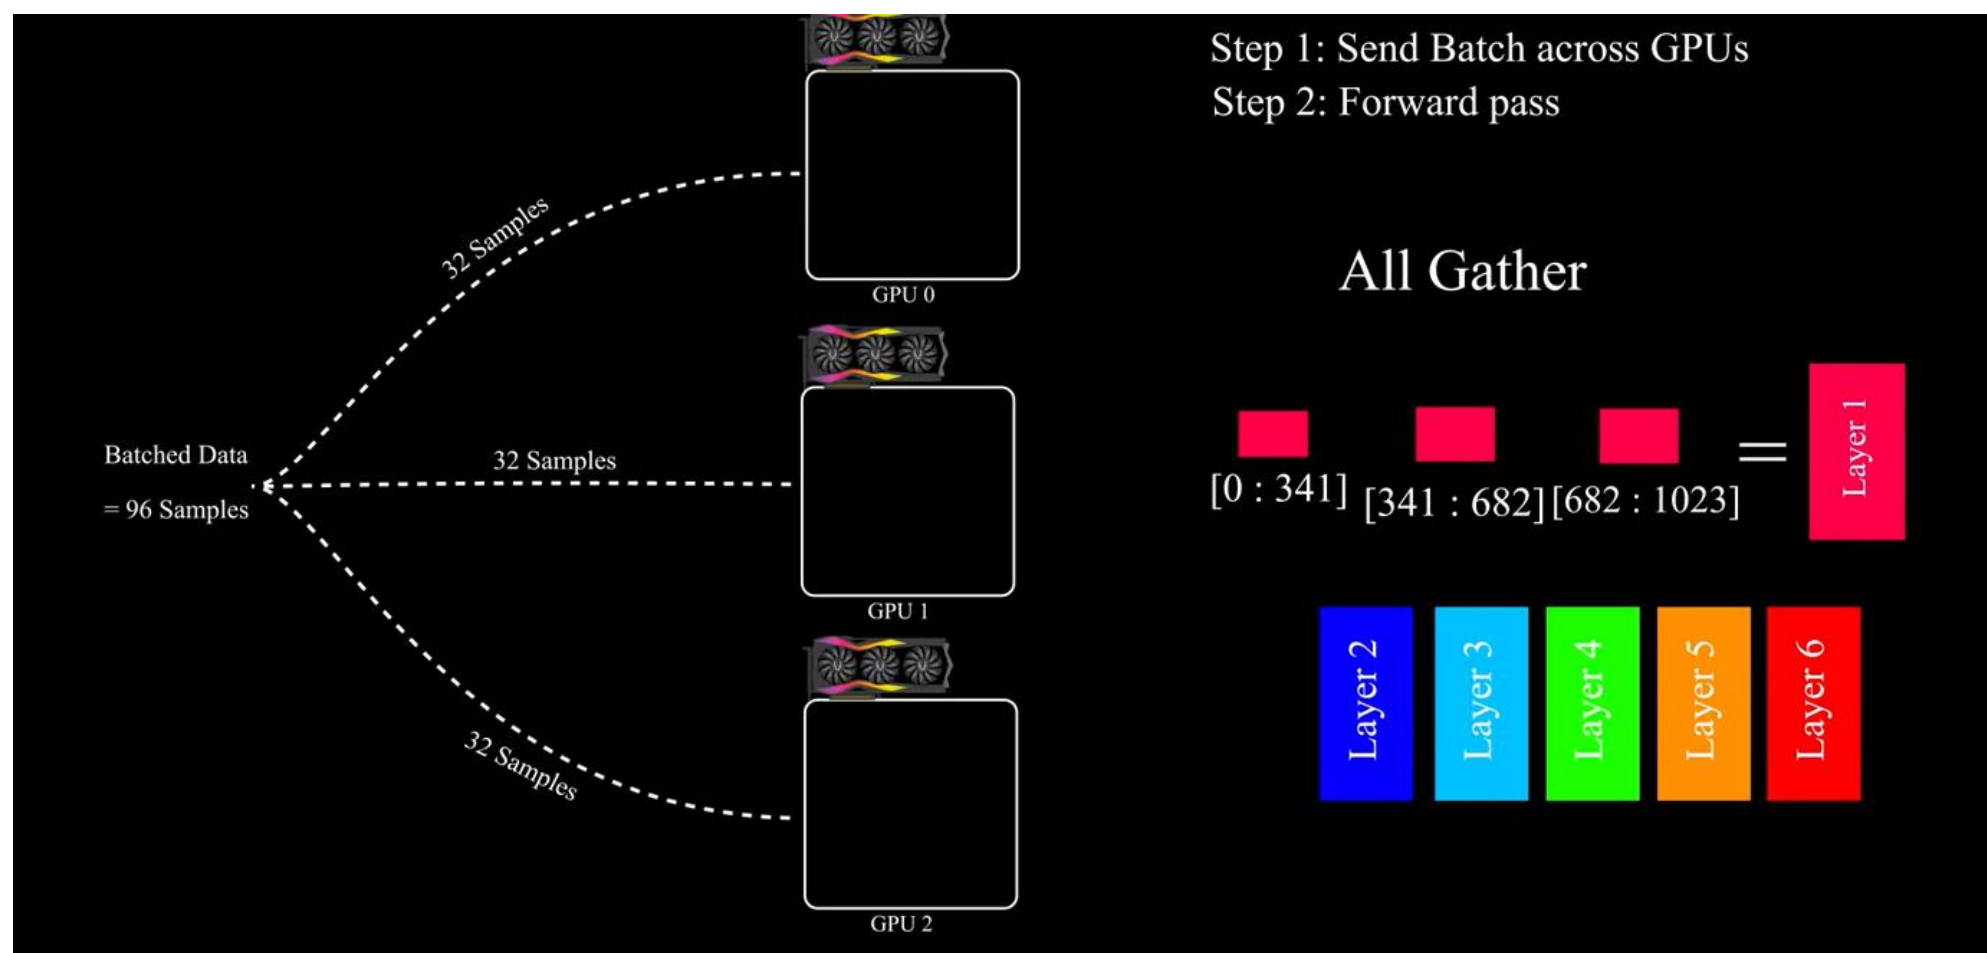 Step 1: Send Batch across GPUs
Step 2: Forward pass
32 Samples
GPU 0
All Gather
Batched Data
= 96 Samples
32 Samples
GPU 1
[0 : 341]
[341 : 682]
[682 : 1023]
=
Layer 1
32 Samples
GPU 2
Layer 2
Layer 3
Layer 4
Layer 5
Layer 6